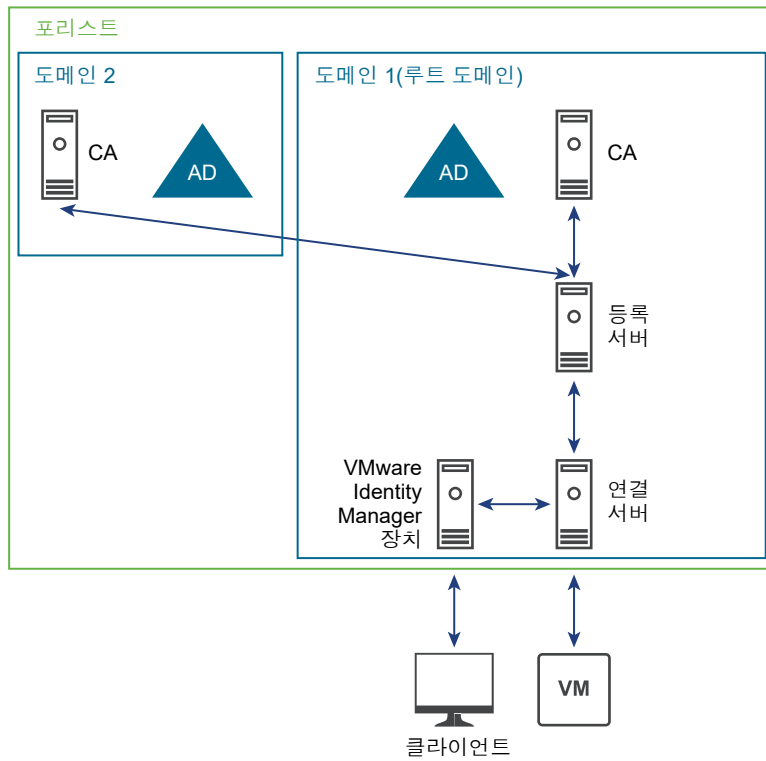 포리스트
도메인 2
도메인 1(루트 도메인)
CA
AD
AD
CA
등록
서버
VMware
Identity
Manager
장치
연결
서버
VM
클라이언트